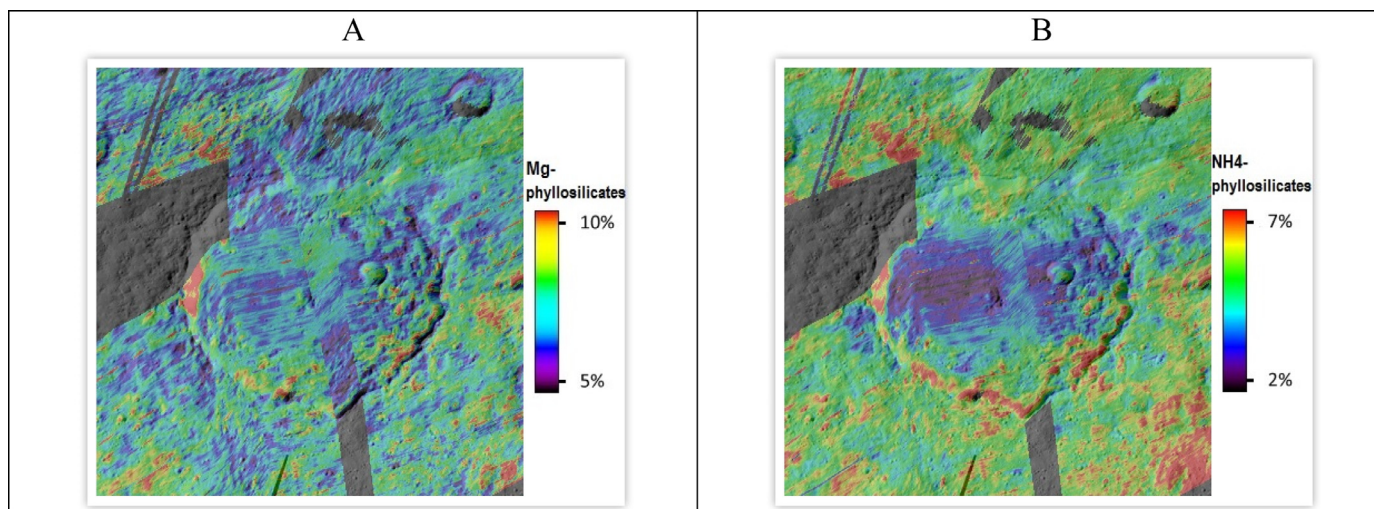 A
B
Mg-
phyllosilicates
10%
5%
NH4-
phyllosilicates
7%
2%